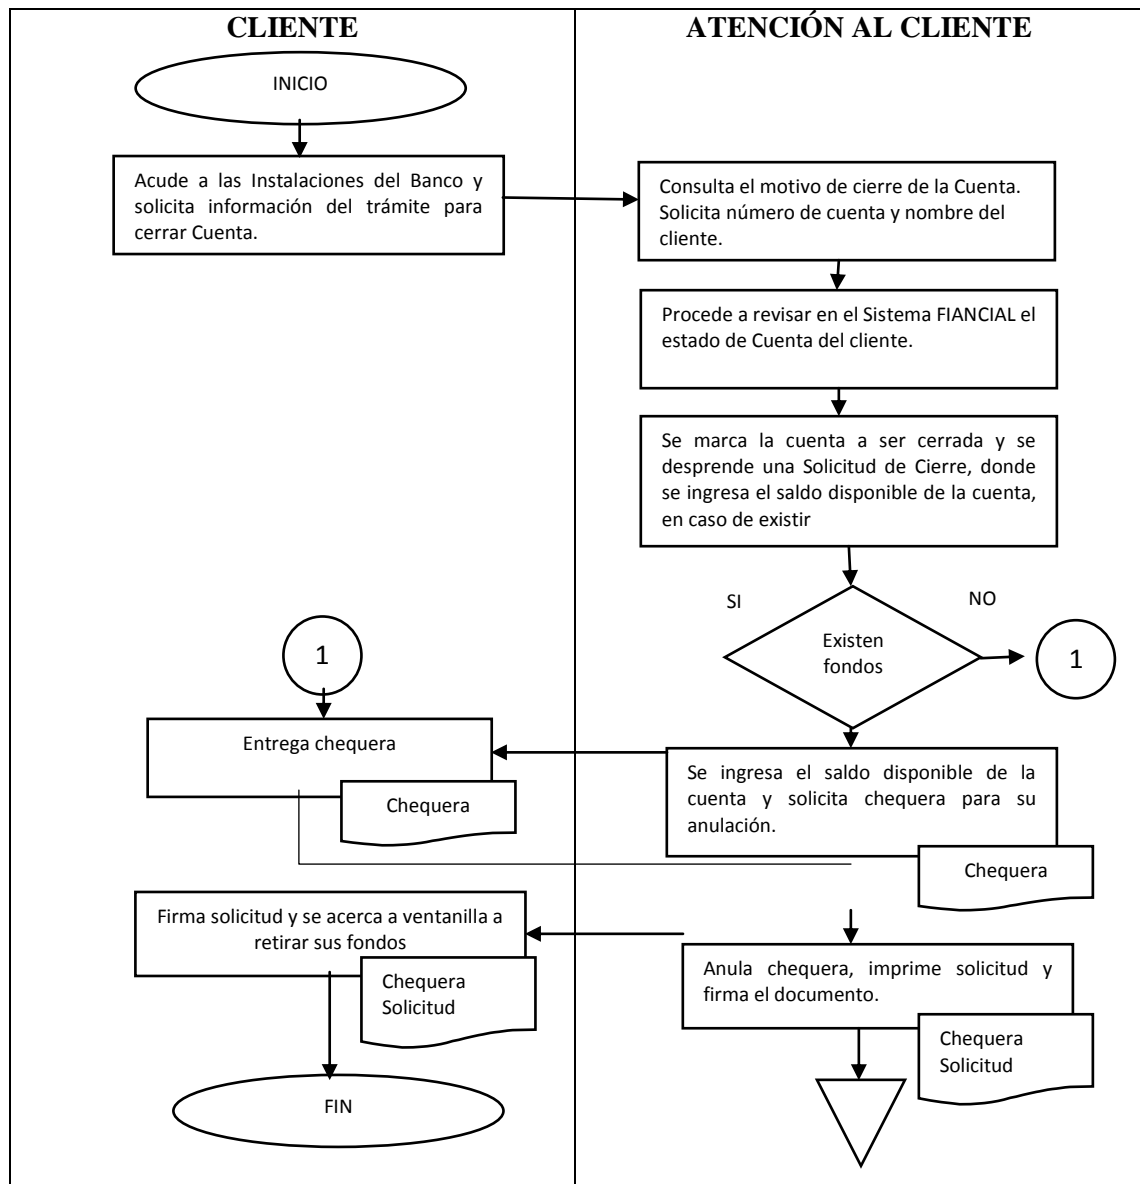 CLIENTE
ATENCIÓN AL CLIENTE
INICIO
Acude a las Instalaciones del Banco y
solicita información del trámite para
cerrar Cuenta.
Consulta el motivo de cierre de la Cuenta.
Solicita número de cuenta y nombre del
cliente.
Procede a revisar en el Sistema FIANCIAL el
estado de Cuenta del cliente.
Se marca la cuenta a ser cerrada y se
desprende una Solicitud de Cierre, donde
se ingresa el saldo disponible de la cuenta,
en caso de existir
SI
NO
Existen
fondos
1
1
Entrega chequera
Chequera
Se ingresa el saldo disponible de la
cuenta y solicita chequera para su
anulación.
Chequera
Firma solicitud y se acerca a ventanilla a
retirar sus fondos
Chequera
Solicitud
Anula chequera, imprime solicitud y
firma el documento.
Chequera
Solicitud
FIN